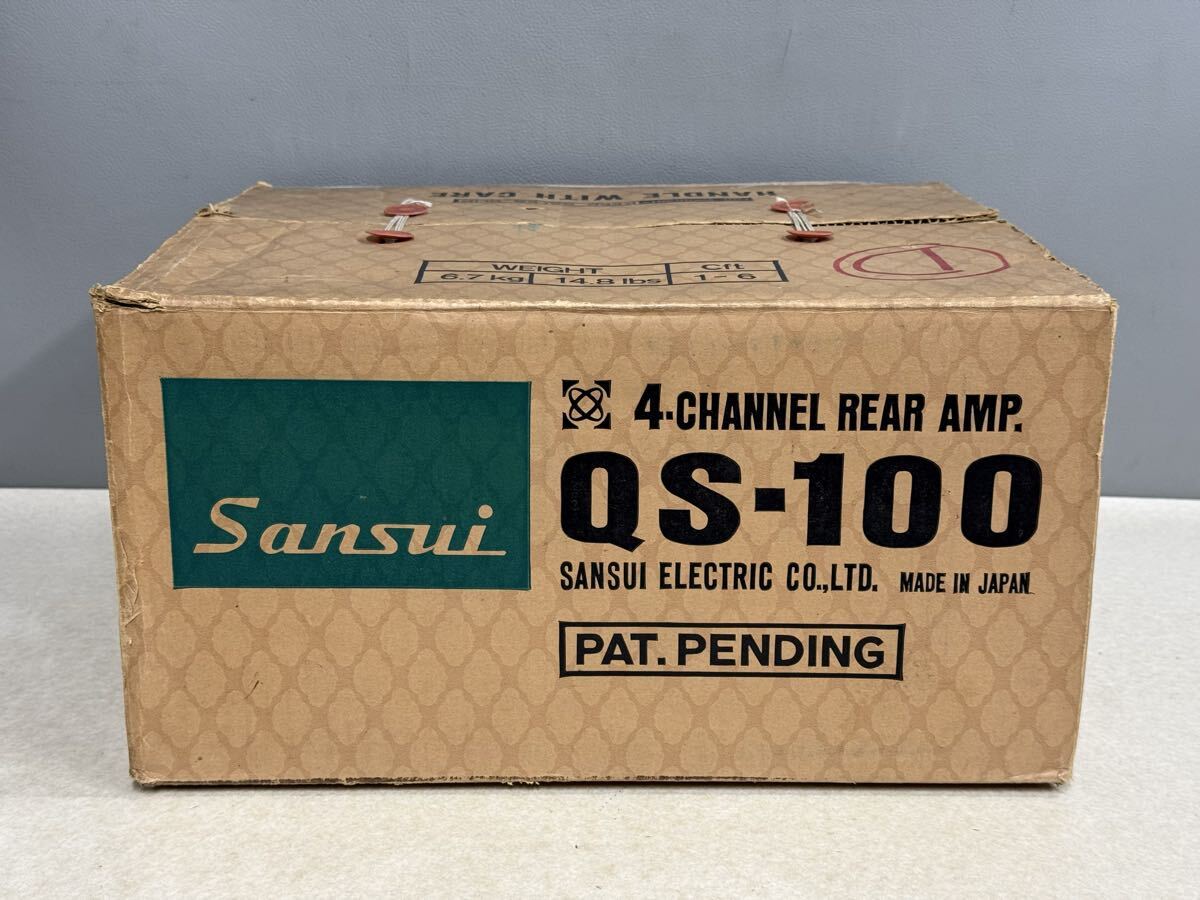 HANDLE WITH CARE
WEIGHT Cft
6.7 kg 14.8 lbs 1-6
Sansui
4-CHANNEL REAR AMP.
QS-100
SANSUI ELECTRIC CO.,LTD. MADE IN JAPAN
PAT. PENDING